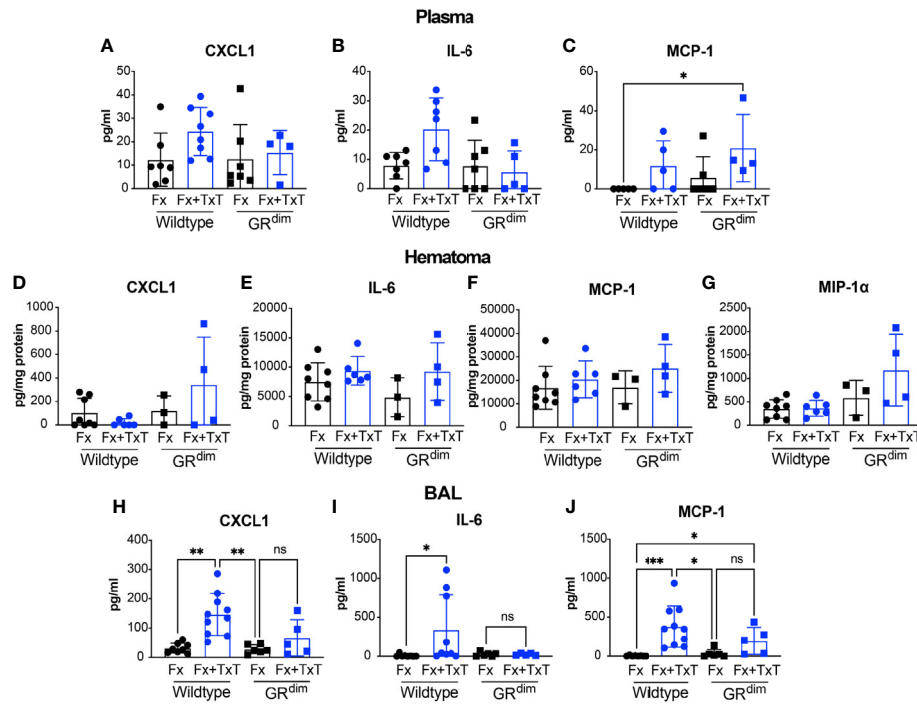 Plasma
A B C
CXCL1 IL-6 MCP-1
pg/ml
50
40
30
20
10
0
Fx Fx+TxT Fx Fx+TxT
Wildtype GRdim
pg/ml
40
30
20
10
0
Fx Fx+TxT Fx Fx+TxT
Wildtype GRdim
*
pg/ml
60
40
20
0
Fx Fx+TxT Fx Fx+TxT
Wildtype GRdim
Hematoma
D E F G
CXCL1 IL-6 MCP-1 MIP-1α
pg/mg protein
1000
800
600
400
200
0
Fx Fx+TxT Fx Fx+TxT
Wildtype GRdim
pg/mg protein
20000
15000
10000
5000
0
Fx Fx+TxT Fx Fx+TxT
Wildtype GRdim
pg/mg protein
50000
40000
30000
20000
10000
0
Fx Fx+TxT Fx Fx+TxT
Wildtype GRdim
pg/mg protein
2500
2000
1500
1000
500
0
Fx Fx+TxT Fx Fx+TxT
Wildtype GRdim
BAL
H I J
CXCL1 IL-6 MCP-1
** ** ns
pg/ml
400
300
200
100
0
Fx Fx+TxT Fx Fx+TxT
Wildtype GRdim
* ns
pg/ml
1500
1000
500
0
Fx Fx+TxT Fx Fx+TxT
Wildtype GRdim
*
*** * ns
pg/ml
1500
1000
500
0
Fx Fx+TxT Fx Fx+TxT
Wildtype GRdim